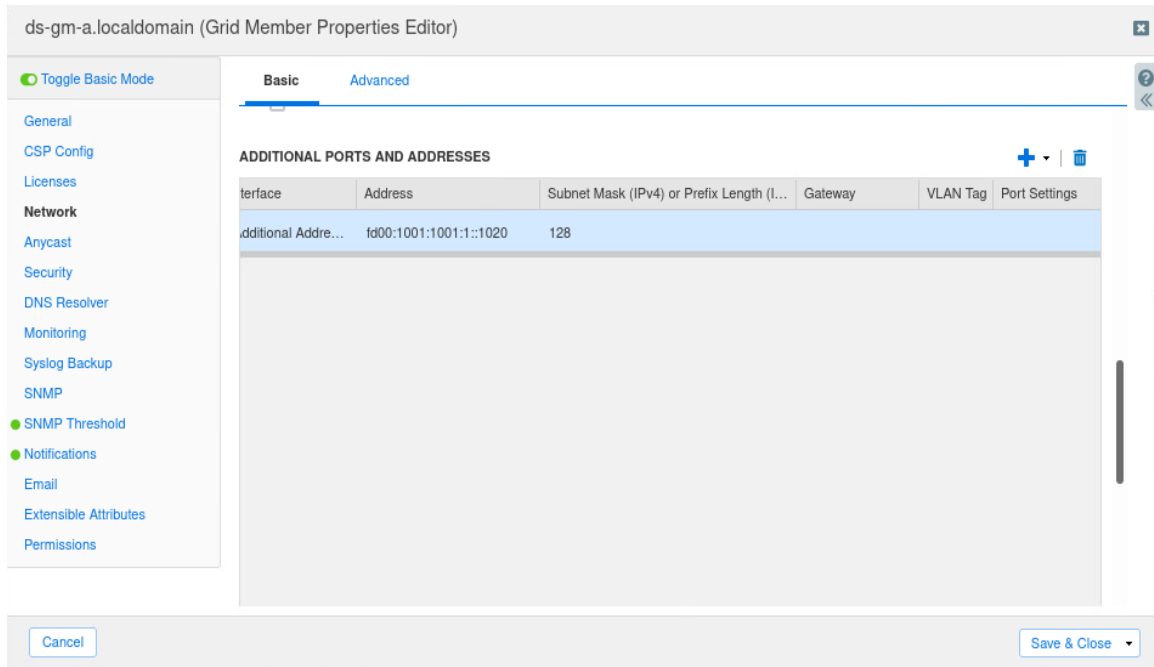 ds-gm-a.localdomain (Grid Member Properties Editor)
Toggle Basic Mode
Basic Advanced
General
CSP Config
Licenses
Network
Anycast
Security
DNS Resolver
Monitoring
Syslog Backup
SNMP
SNMP Threshold
Notifications
Email
Extensible Attributes
Permissions
ADDITIONAL PORTS AND ADDRESSES
terface Address Subnet Mask (IPv4) or Prefix Length (I... Gateway VLAN Tag Port Settings
dditional Addre... fd00:1001:1001:1::1020 128
Cancel Save & Close